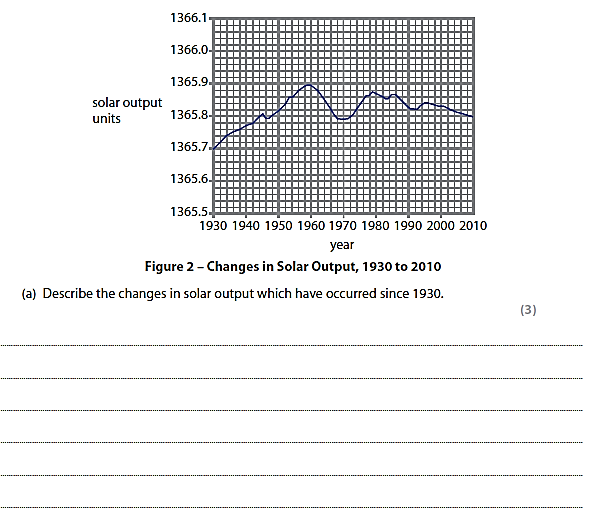 1366.1
1366.0
1365.9
solar output
units
1365.8
1365.7
1365.6
1365.5
1930 1940 1950 1960 1970 1980 1990 2000 2010
year
Figure 2 – Changes in Solar Output, 1930 to 2010
(a) Describe the changes in solar output which have occurred since 1930.
(3)